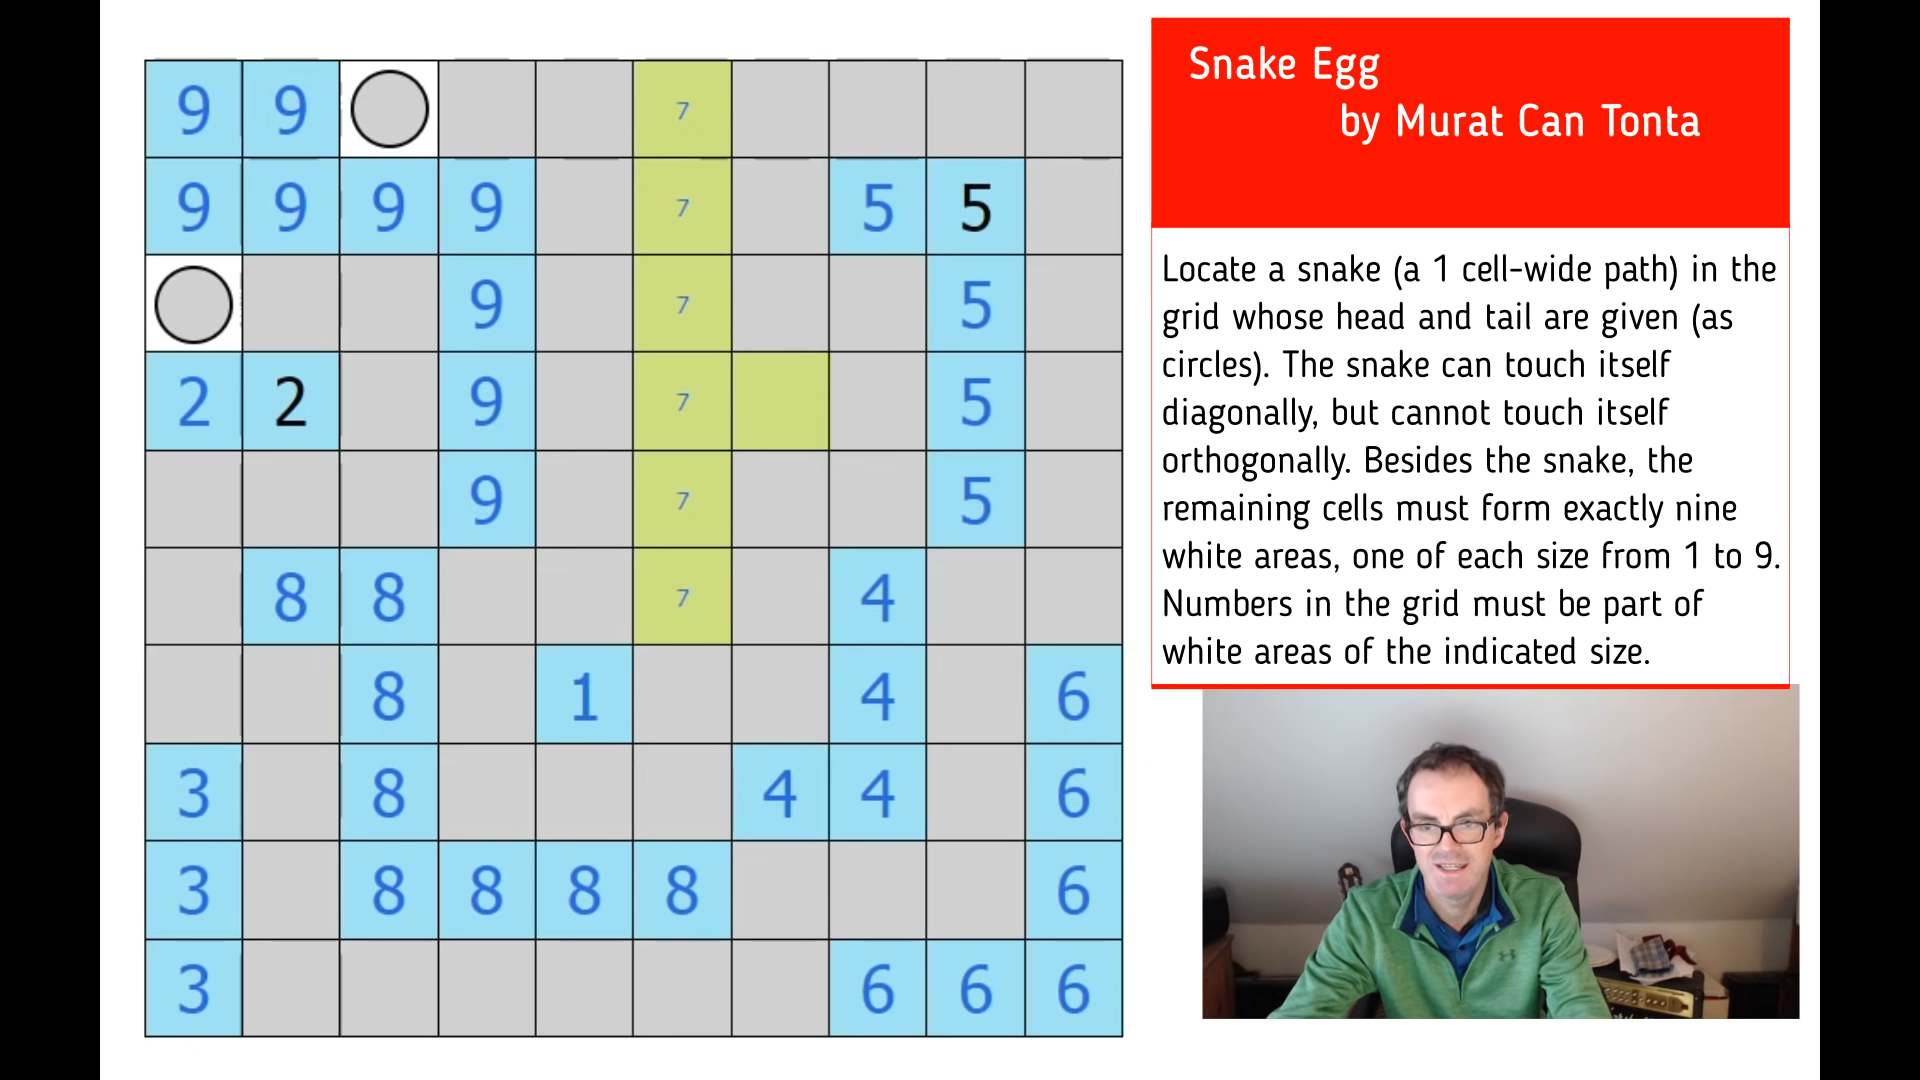 Snake Egg
by Murat Can Tonta
9 9 7
9 9 9 9 7 5 5
9 7 5
2 2 9 7 5
9 7 5
8 8 7 4
8 1 4 6
3 8 4 4 6
3 8 8 8 8 6
3 6 6 6
Locate a snake (a 1 cell-wide path) in the
grid whose head and tail are given (as
circles). The snake can touch itself
diagonally, but cannot touch itself
orthogonally. Besides the snake, the
remaining cells must form exactly nine
white areas, one of each size from 1 to 9.
Numbers in the grid must be part of
white areas of the indicated size.